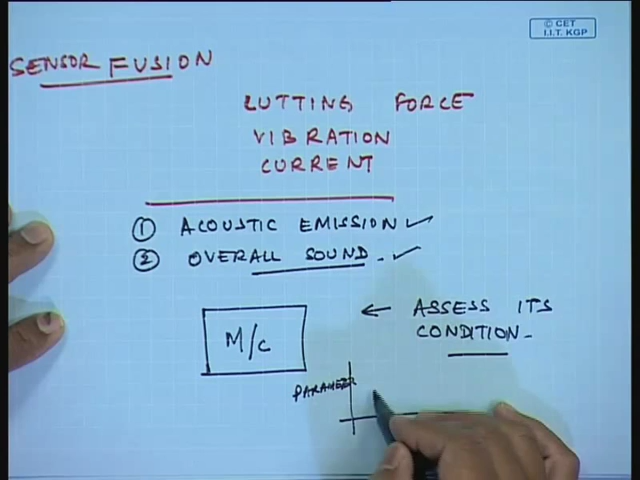 © CET
I.I.T. KGP
SENSOR FUSION
CUTTING FORCE
VIBRATION
CURRENT
① ACOUSTIC EMISSION ✓
② OVERALL SOUND - ✓
M/C
← ASSESS ITS
CONDITION -
PARAMETER